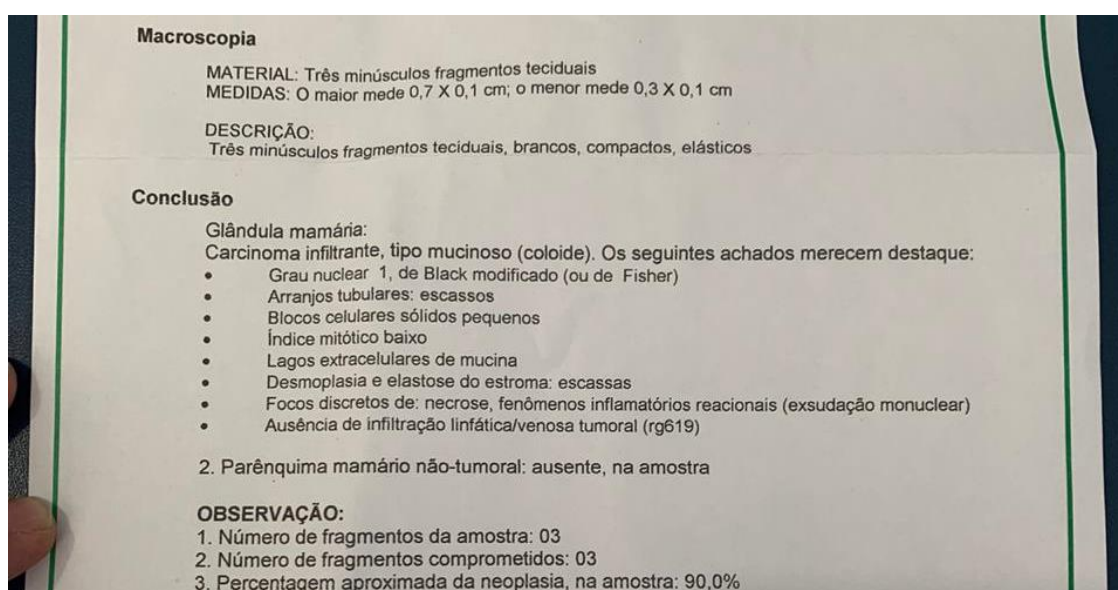 Macroscopia
MATERIAL: Três minúsculos fragmentos teciduais
MEDIDAS: O maior mede 0,7 X 0,1 cm; o menor mede 0,3 X 0,1 cm
DESCRIÇÃO:
Três minúsculos fragmentos teciduais, brancos, compactos, elásticos
Conclusão
Glândula mamária:
Carcinoma infiltrante, tipo mucinoso (coloide). Os seguintes achados merecem destaque:
• Grau nuclear 1, de Black modificado (ou de Fisher)
• Arranjos tubulares: escassos
• Blocos celulares sólidos pequenos
• Índice mitótico baixo
• Lagos extracelulares de mucina
• Desmoplasia e elastose do estroma: escassas
• Focos discretos de: necrose, fenômenos inflamatórios reacionais (exsudação monuclear)
• Ausência de infiltração linfática/venosa tumoral (rg619)
2. Parênquima mamário não-tumoral: ausente, na amostra
OBSERVAÇÃO:
1. Número de fragmentos da amostra: 03
2. Número de fragmentos comprometidos: 03
3. Percentagem aproximada da neoplasia, na amostra: 90,0%